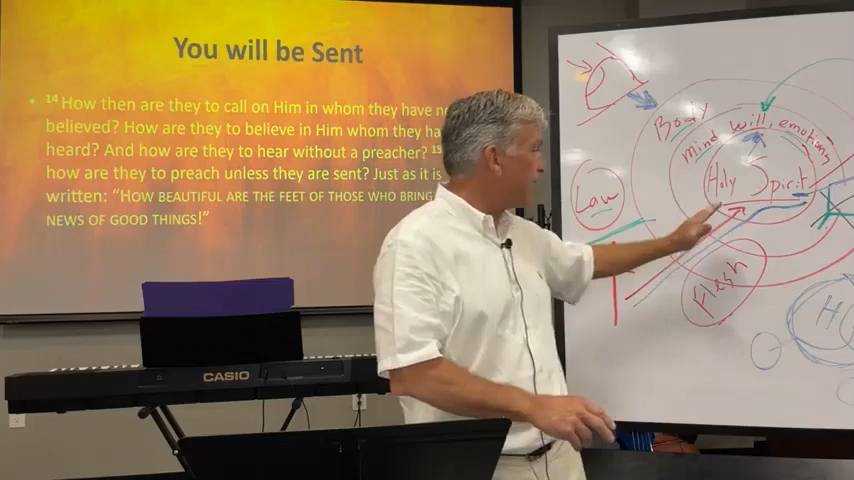 You will be Sent
• 14 How then are they to call on Him in whom they have
believed? How are they to believe in Him whom they
heard? And how are they to hear without a preacher? 15
how are they to preach unless they are sent? Just as it is
written: “HOW BEAUTIFUL ARE THE FEET OF THOSE WHO BRING
NEWS OF GOOD THINGS!”
Body
Mind will, emotions
Holy Spirit
Law
Flesh
H
CASIO